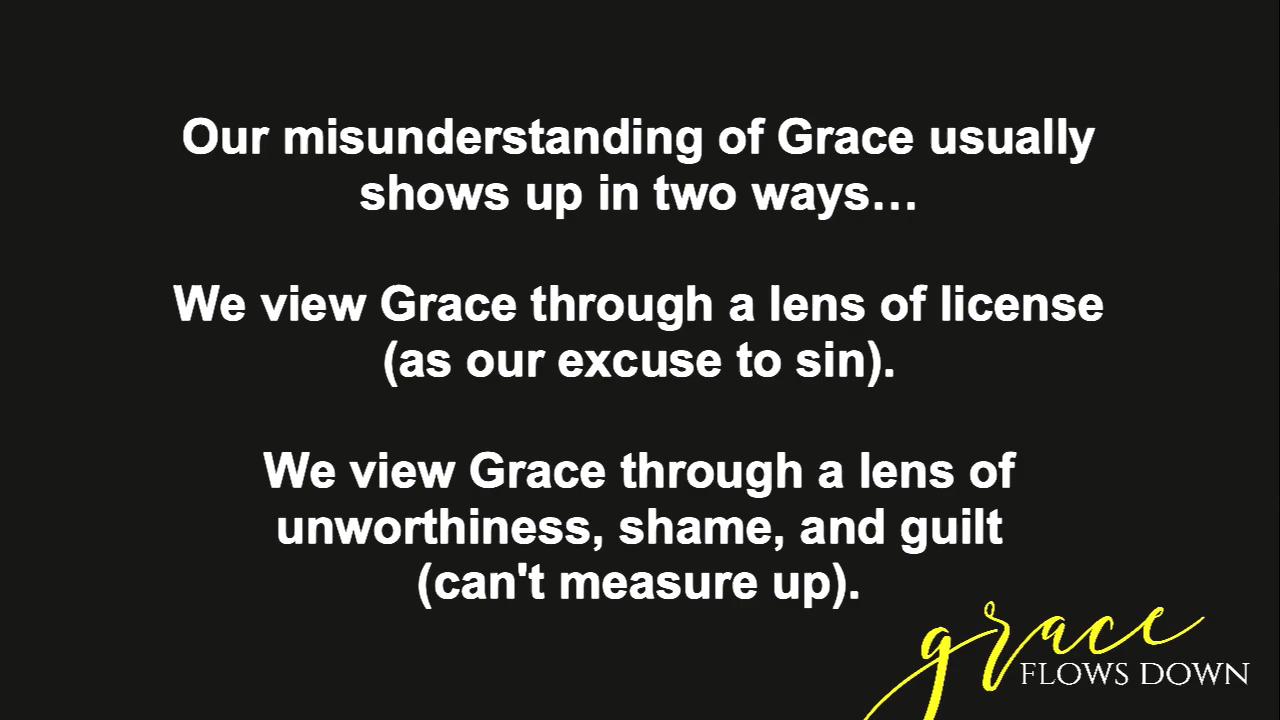 Our misunderstanding of Grace usually
shows up in two ways…
We view Grace through a lens of license
(as our excuse to sin).
We view Grace through a lens of
unworthiness, shame, and guilt
(can't measure up).
grace
FLOWS DOWN